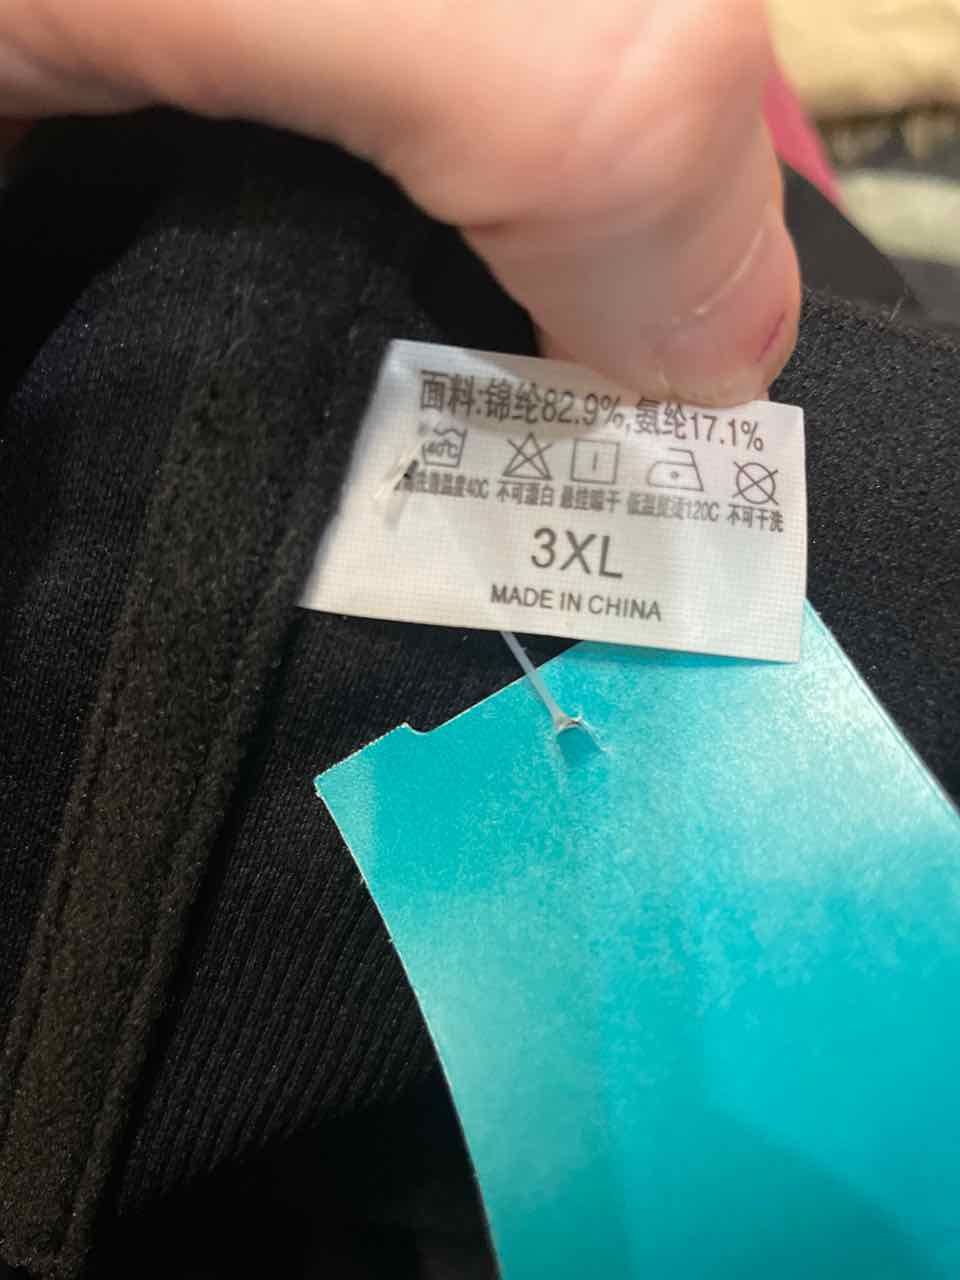 面料:锦纶82.9%,氨纶17.1%
40℃
洗涤温度40C 不可漂白 悬挂晾干 低温熨烫120C 不可干洗
3XL
MADE IN CHINA